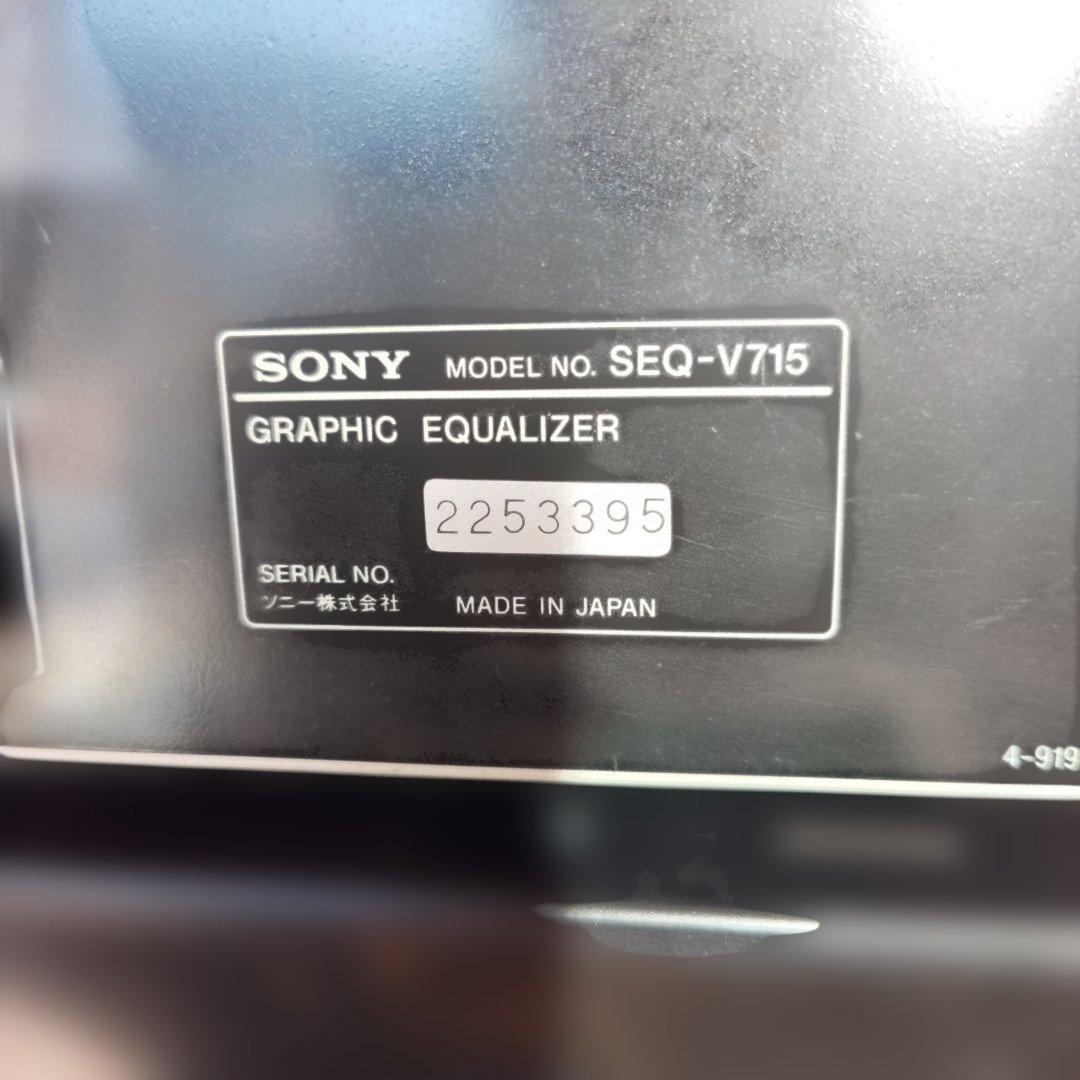 SONY MODEL NO. SEQ-V715
GRAPHIC EQUALIZER
2253395
SERIAL NO.
ソニー株式会社 MADE IN JAPAN
4-919